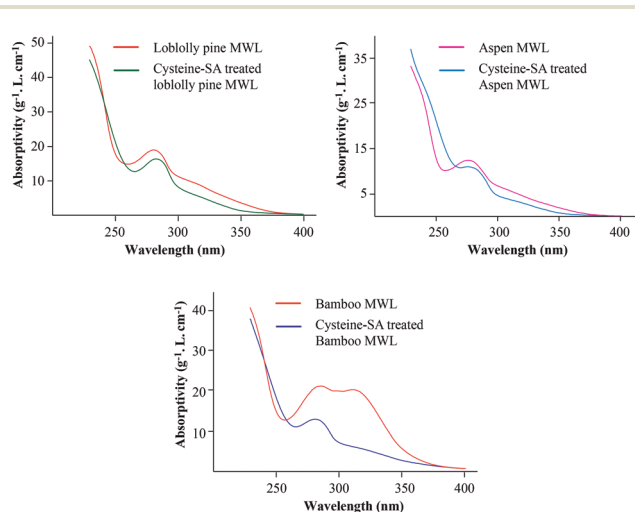 50
40
30
20
10
Absorptivity (g⁻¹. L. cm⁻¹)
Loblolly pine MWL
Cysteine-SA treated
loblolly pine MWL
250 300 350 400
Wavelength (nm)
35
25
15
5
Absorptivity (g⁻¹. L. cm⁻¹)
Aspen MWL
Cysteine-SA treated
Aspen MWL
250 300 350 400
Wavelength (nm)
40
30
20
10
Absorptivity (g⁻¹. L. cm⁻¹)
Bamboo MWL
Cysteine-SA treated
Bamboo MWL
250 300 350 400
Wavelength (nm)